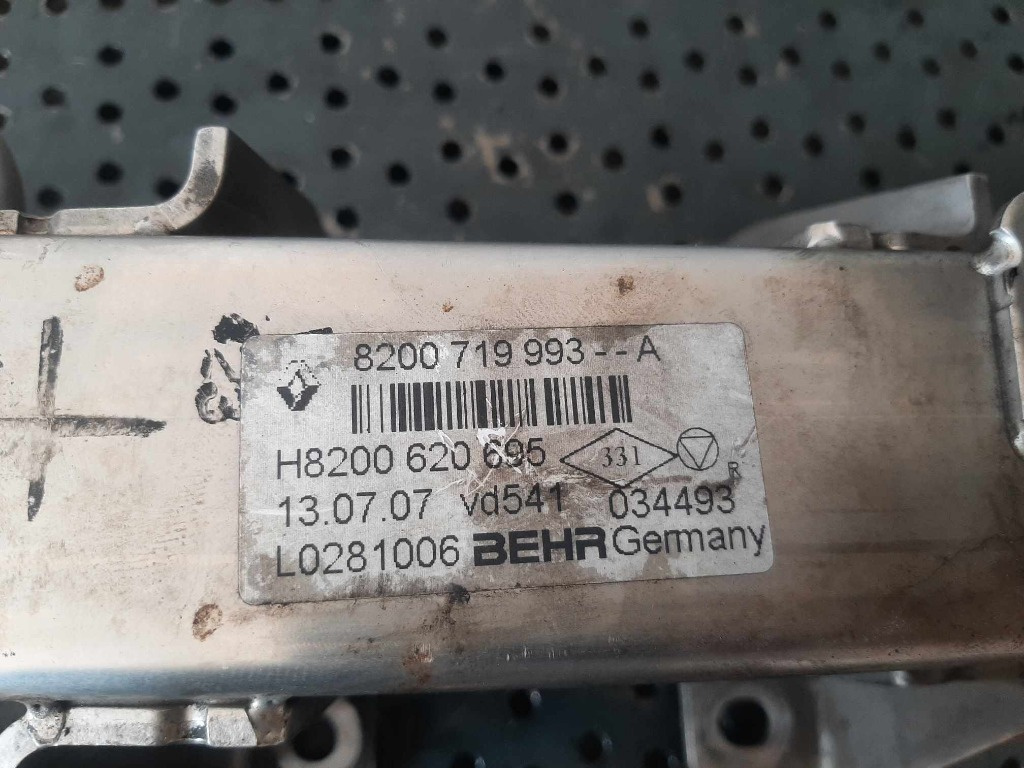 8200 719 993 - - A
H8200 620 695 331 R
13.07.07 vd541 034493
L0281006 BEHR Germany